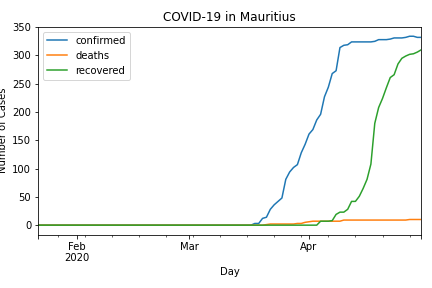 COVID-19 in Mauritius
350
300
250
200
150
100
50
0
Number of Cases
confirmed
deaths
recovered
Feb
2020
Mar
Apr
Day